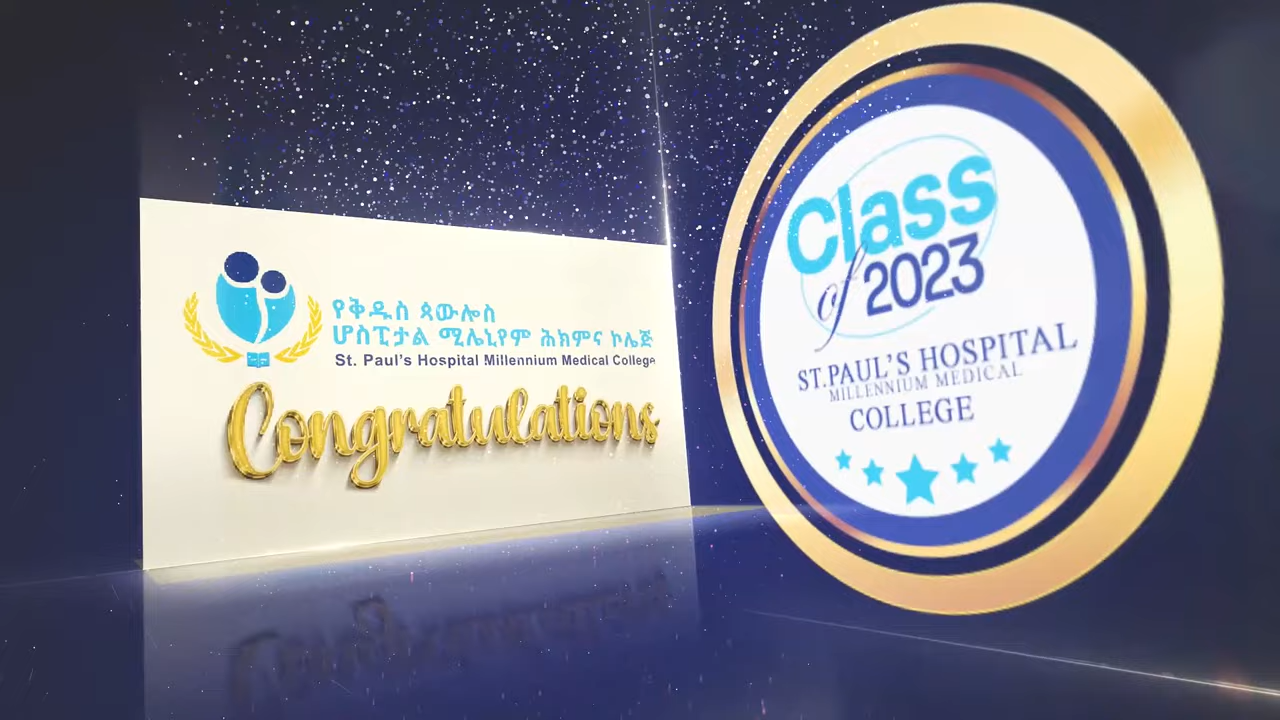 የቅዱስ ጳውሎስ
ሆስፒታል ሚሌኒየም ሕክምና ኮሌጅ
St. Paul's Hospital Millennium Medical College
Congratulations
Class
of 2023
ST.PAUL'S HOSPITAL
MILLENNIUM MEDICAL
COLLEGE